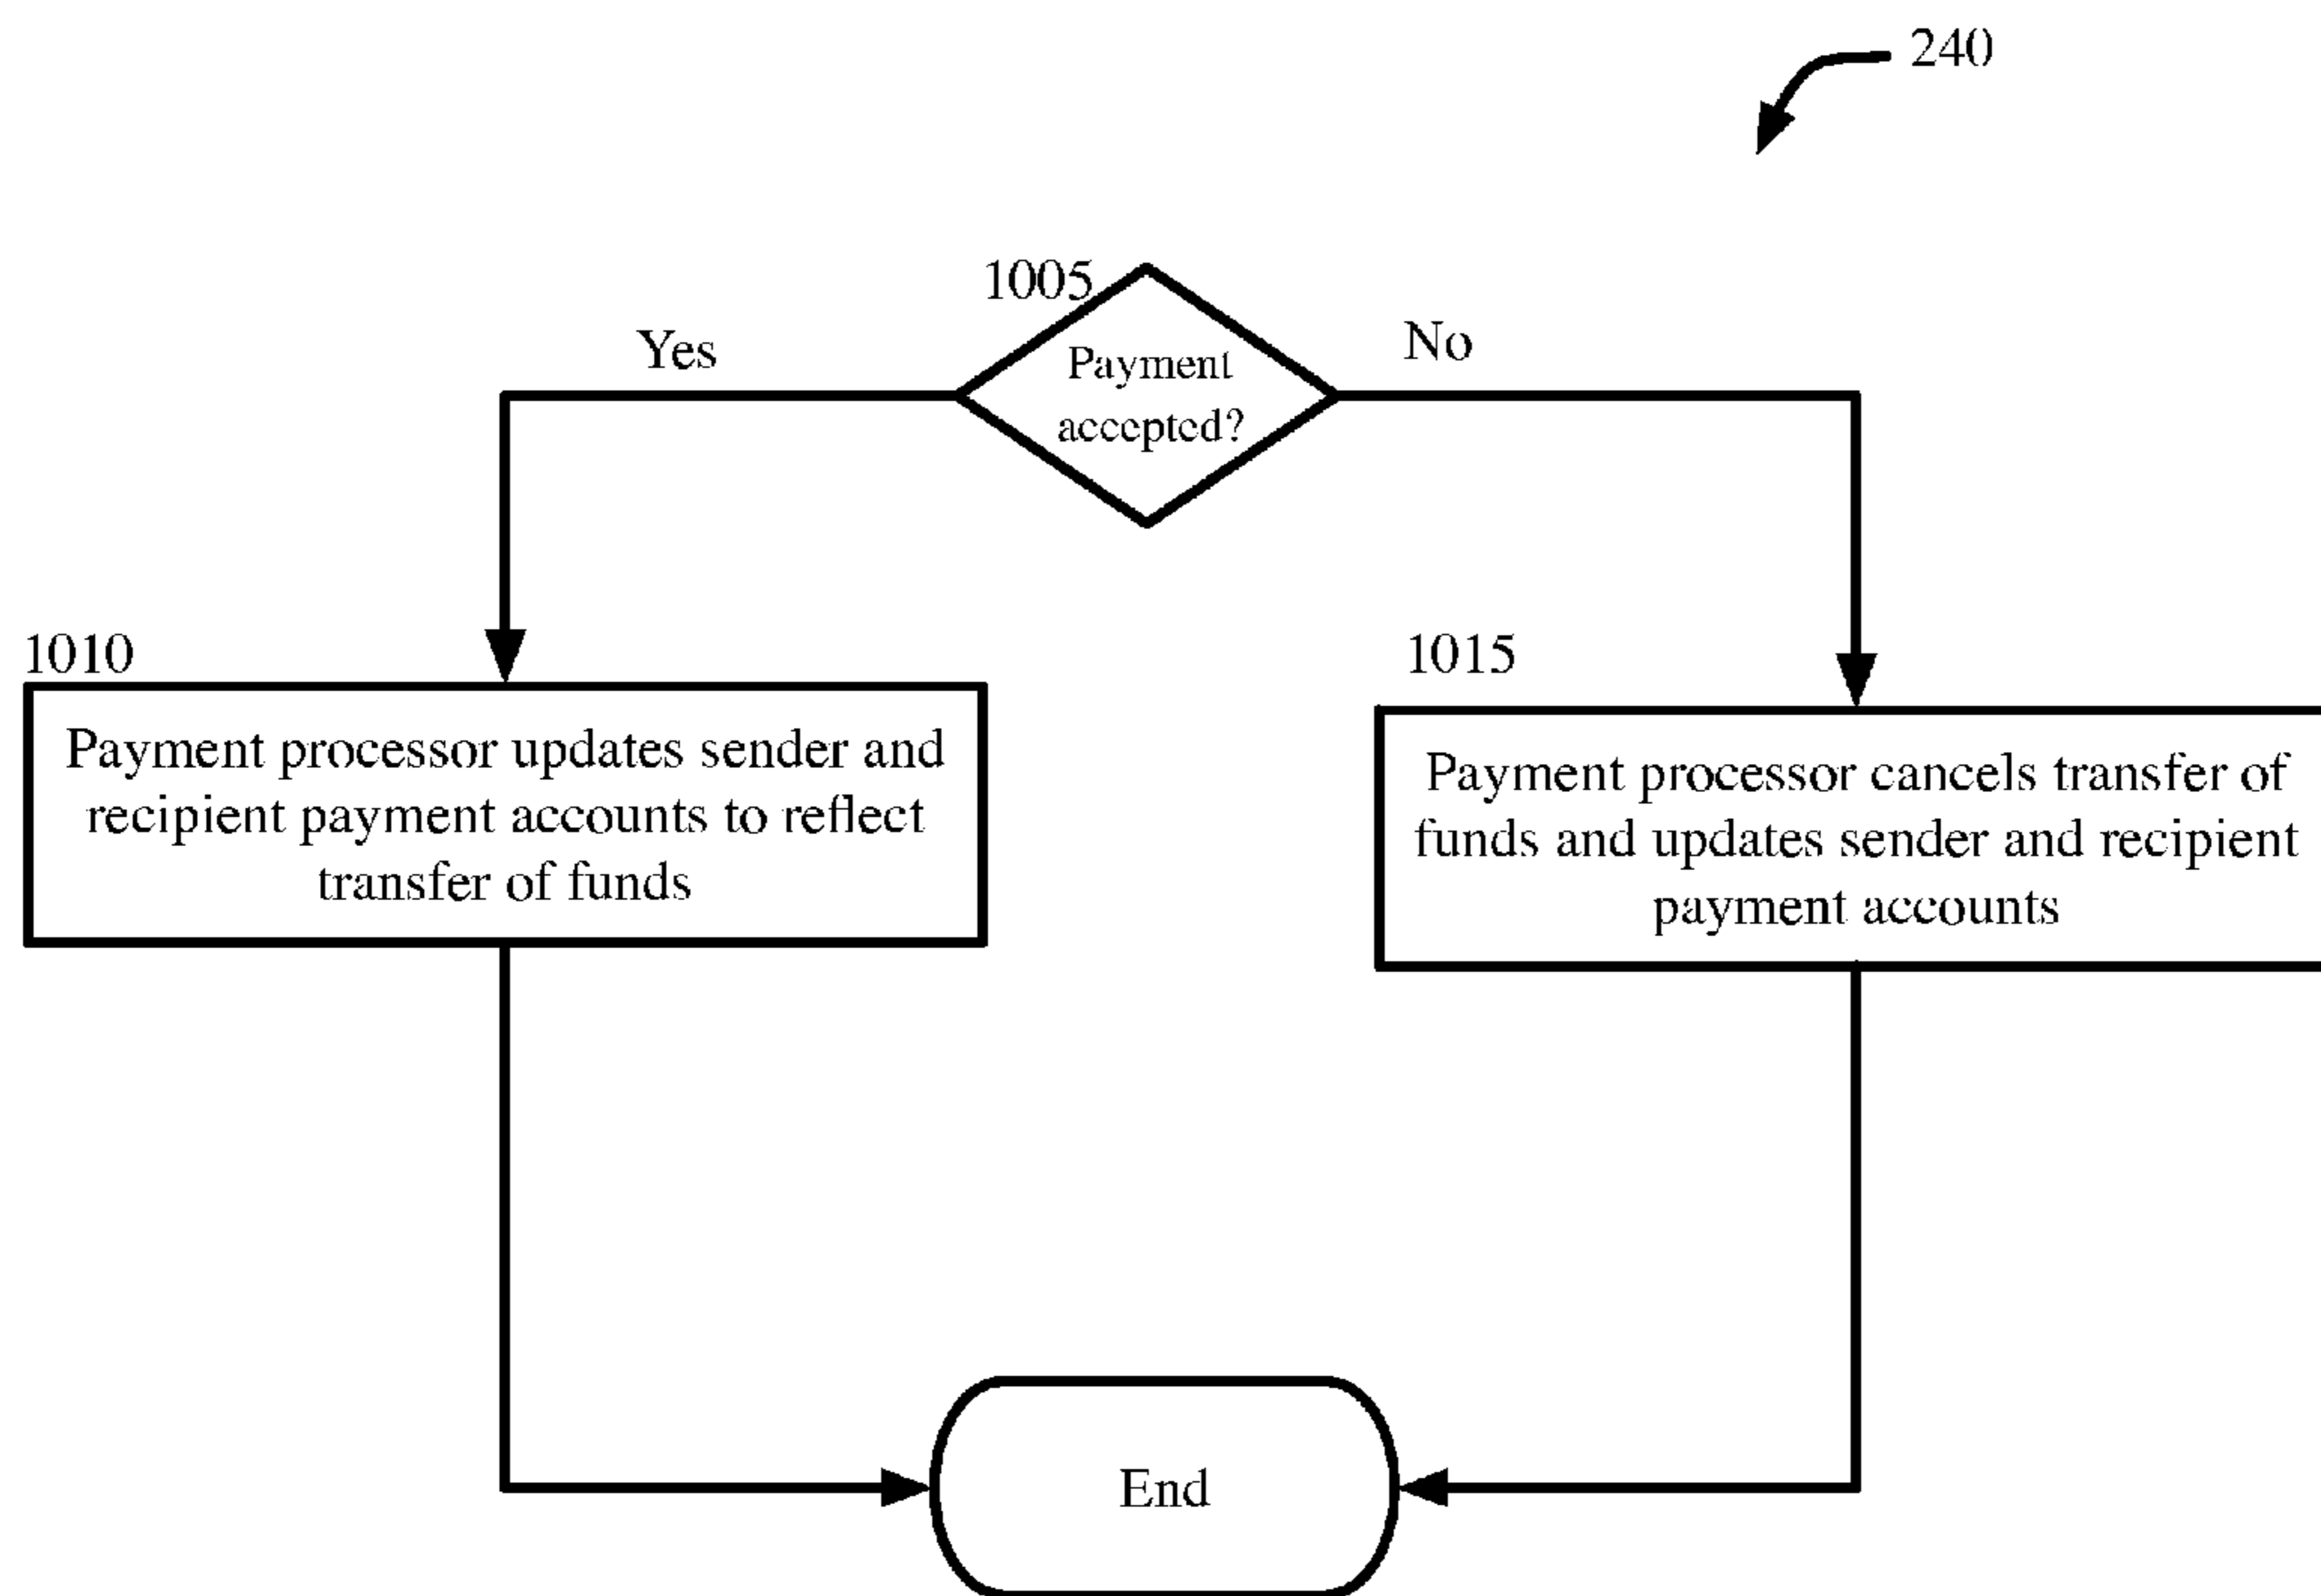 240
1005
Yes
Payment
accepted?
No
1010
Payment processor updates sender and
recipient payment accounts to reflect
transfer of funds
1015
Payment processor cancels transfer of
funds and updates sender and recipient
payment accounts
End